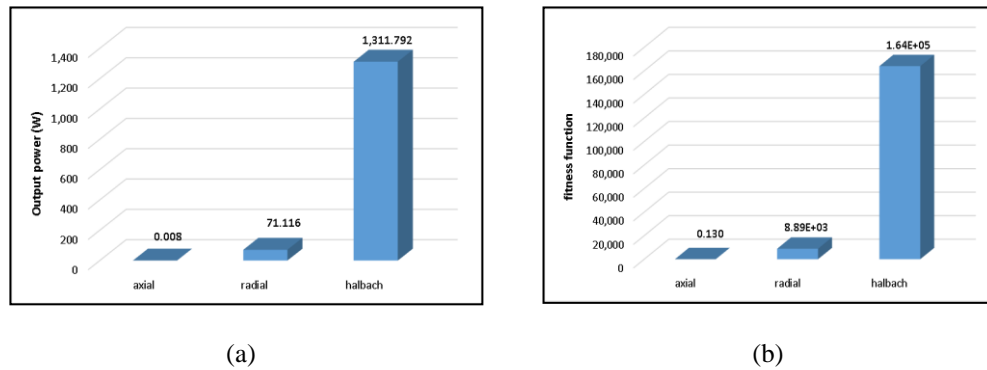 1,311.792
1,400
1,200
1,000
800
600
400
200
0
Output power (W)
0.008
71.116
axial
radial
halbach
(a)
1.64E+05
180,000
160,000
140,000
120,000
100,000
80,000
60,000
40,000
20,000
0
fitness function
0.130
8.89E+03
axial
radial
halbach
(b)